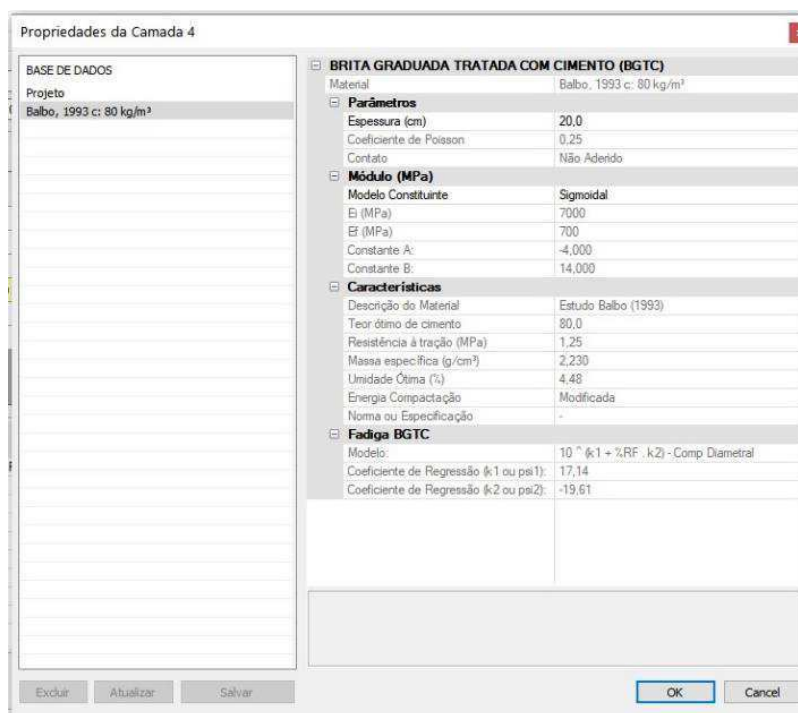 Propriedades da Camada 4
BASE DE DADOS
Projeto
Balbo, 1993 c: 80 kg/m³
BRITA GRADUADA TRATADA COM CIMENTO (BGTC)
Material Balbo, 1993 c: 80 kg/m³
Parâmetros
Espessura (cm) 20,0
Coeficiente de Poisson 0,25
Contato Não Aderido
Módulo (MPa)
Modelo Constituinte Sigmoidal
Ei (MPa) 7000
Ef (MPa) 700
Constante A: -4,000
Constante B: 14,000
Características
Descrição do Material Estudo Balbo (1993)
Teor ótimo de cimento 80,0
Resistência à tração (MPa) 1,25
Massa específica (g/cm³) 2,230
Umidade Ótima (%) 4,48
Energia Compactação Modificada
Norma ou Especificação -
Fadiga BGTC
Modelo: 10 ^ (k1 + %RF . k2) - Comp Diametral
Coeficiente de Regressão (k1 ou psi1): 17,14
Coeficiente de Regressão (k2 ou psi2): -19,61
Excluir Atualizar Salvar OK Cancel